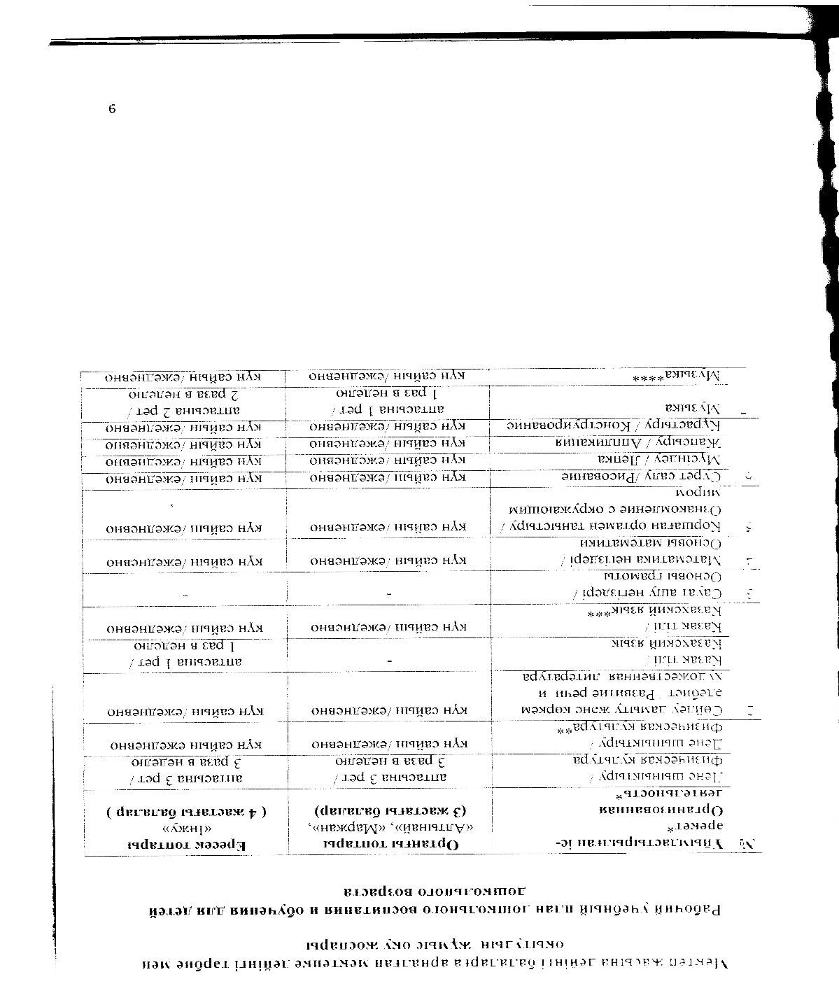 Мектеп жасына дейінгі балаларға арналған мектепке дейінгі тәрбие мен
оқытудың жұмыс оқу жоспары
Рабочий учебный план дошкольного воспитания и обучения для детей
дошкольного возраста
№ Ұйымластырылған іс-
әрекет*
Организованная
деятельность*
Ортанғы топтары
«Алтынай», «Маржан»,
(3 жастағы балалар)
Ересек топтары
«Інжу»
( 4 жастағы балалар )
Дене шынықтыру /
Физическая культура
аптасына 3 рет /
3 раза в неделю
аптасына 3 рет /
3 раза в неделю
Дене шынықтыру /
Физическая культура**
күн сайын /ежедневно
күн сайын ежедневно
Сөйлеу дамыту және көркем
әдебиет Развитие речи и
художественная литература
күн сайын /ежедневно
күн сайын /ежедневно
Қазақ тілі /
Казахский язык
-
аптасына 1 рет /
1 раз в неделю
Қазақ тілі /
Казахский язык***
күн сайын /ежедневно
күн сайын /ежедневно
Сауат ашу негіздері /
Основы грамоты
-
-
Математика негіздері /
Основы математики
күн сайын /ежедневно
күн сайын /ежедневно
Қоршаған ортамен таныстыру /
Ознакомление с окружающим
миром
күн сайын /ежедневно
күн сайын /ежедневно
Сурет салу /Рисование
күн сайын /ежедневно
күн сайын /ежедневно
Мүсіндеу / Лепка
күн сайын /ежедневно
күн сайын /ежедневно
Жапсыру / Аппликация
күн сайын /ежедневно
күн сайын /ежедневно
Құрастыру / Конструирование
күн сайын /ежедневно
күн сайын /ежедневно
Музыка
аптасына 1 рет /
1 раз в неделю
аптасына 2 рет /
2 раза в неделю
Музыка****
күн сайын /ежедневно
күн сайын /ежедневно
6